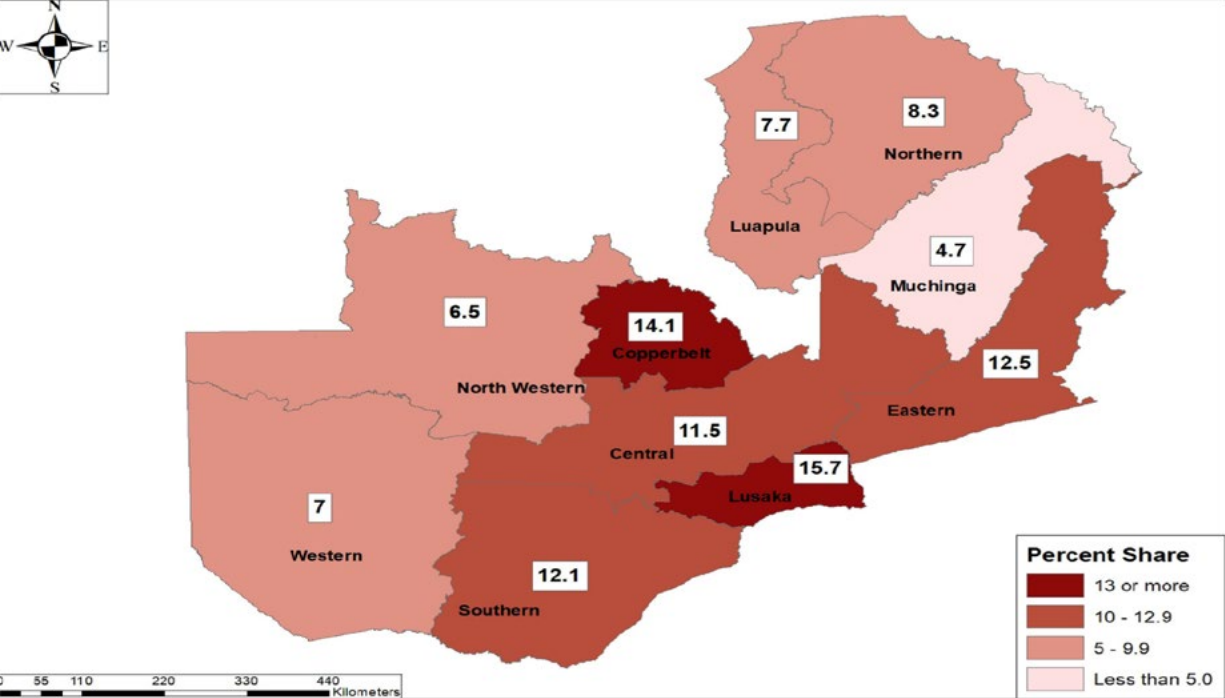 N
W E
S
8.3
7.7
Northern
Luapula
4.7
Muchinga
6.5
14.1
Copperbelt
12.5
North Western
Eastern
11.5
Central
15.7
Lusaka
7
Western
12.1
Southern
Percent Share
13 or more
10 - 12.9
5 - 9.9
Less than 5.0
0 55 110 220 330 440
Kilometers